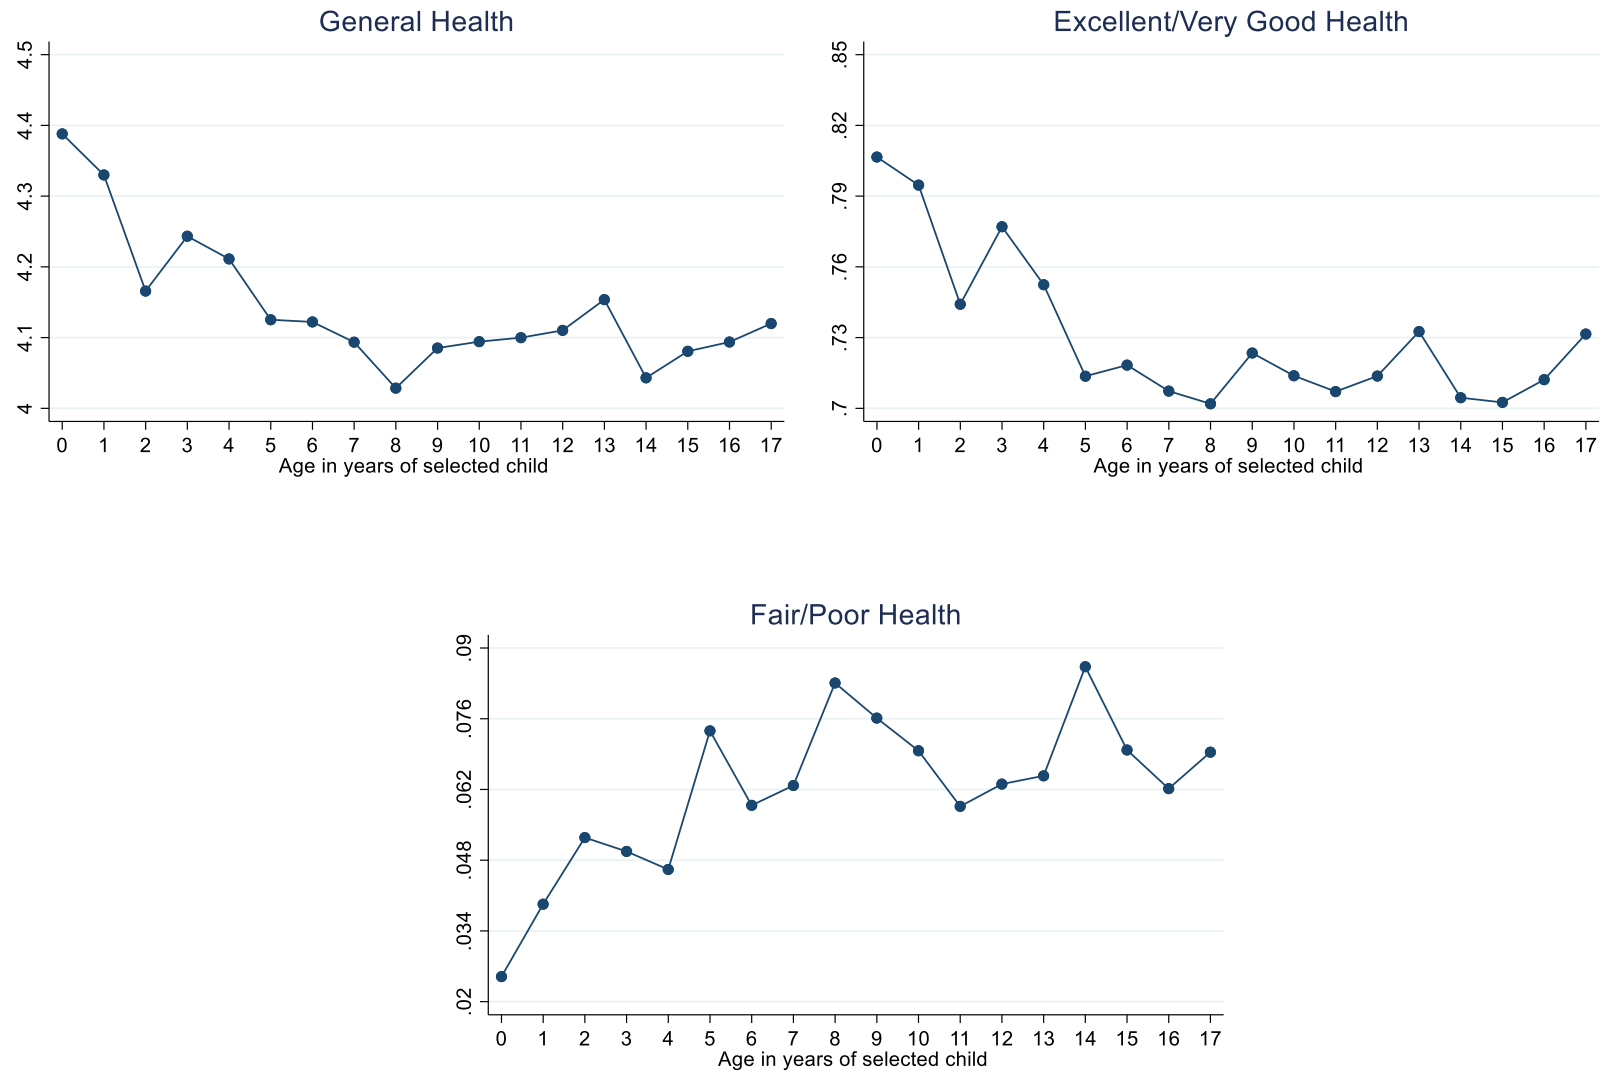 General Health
4.5
4.4
4.3
4.2
4.1
4
0 1 2 3 4 5 6 7 8 9 10 11 12 13 14 15 16 17
Age in years of selected child
Excellent/Very Good Health
.85
.82
.79
.76
.73
.7
0 1 2 3 4 5 6 7 8 9 10 11 12 13 14 15 16 17
Age in years of selected child
Fair/Poor Health
.09
.076
.062
.048
.034
.02
0 1 2 3 4 5 6 7 8 9 10 11 12 13 14 15 16 17
Age in years of selected child